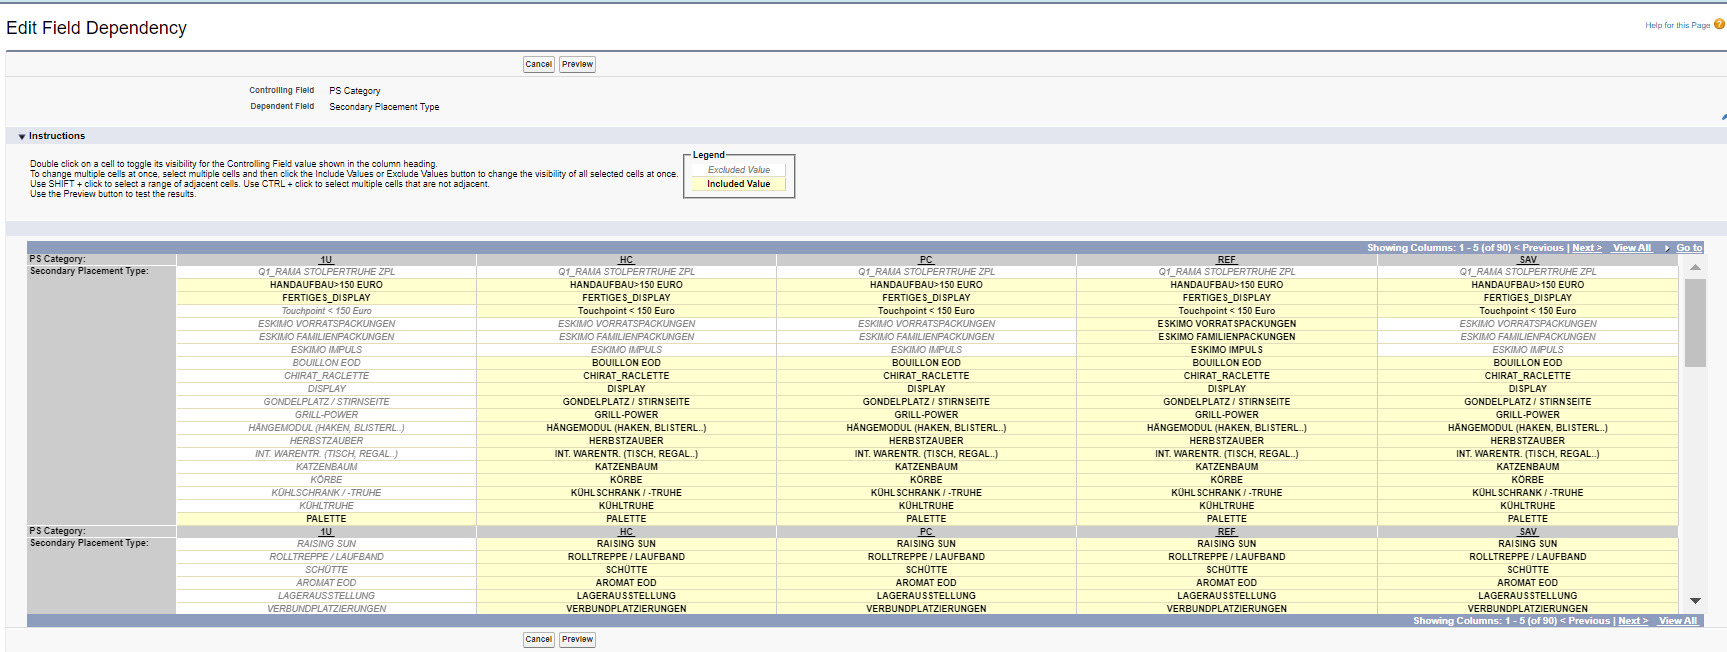 Edit Field Dependency
Help for this Page ?
Cancel Preview
Controlling Field PS Category
Dependent Field Secondary Placement Type
Instructions
Double click on a cell to toggle its visibility for the Controlling Field value shown in the column heading.
To change multiple cells at once, select multiple cells and then click the Include Values or Exclude Values button to change the visibility of all selected cells at once.
Use SHIFT + click to select a range of adjacent cells. Use CTRL + click to select multiple cells that are not adjacent.
Use the Preview button to test the results.
Legend
Excluded Value
Included Value
Showing Columns: 1 - 5 (of 90) < Previous | Next > View All Go to
PS Category: 1U HC PC REF SAV
Secondary Placement Type: Q1_RAMA STOLPERTRUHE ZPL Q1_RAMA STOLPERTRUHE ZPL Q1_RAMA STOLPERTRUHE ZPL Q1_RAMA STOLPERTRUHE ZPL Q1_RAMA STOLPERTRUHE ZPL
HANDAUFBAU>150 EURO HANDAUFBAU>150 EURO HANDAUFBAU>150 EURO HANDAUFBAU>150 EURO HANDAUFBAU>150 EURO
FERTIGES_DISPLAY FERTIGES_DISPLAY FERTIGES_DISPLAY FERTIGES_DISPLAY FERTIGES_DISPLAY
Touchpoint < 150 Euro Touchpoint < 150 Euro Touchpoint < 150 Euro Touchpoint < 150 Euro Touchpoint < 150 Euro
ESKIMO VORRATSPACKUNGEN ESKIMO VORRATSPACKUNGEN ESKIMO VORRATSPACKUNGEN ESKIMO VORRATSPACKUNGEN ESKIMO VORRATSPACKUNGEN
ESKIMO FAMILIENPACKUNGEN ESKIMO FAMILIENPACKUNGEN ESKIMO FAMILIENPACKUNGEN ESKIMO FAMILIENPACKUNGEN ESKIMO FAMILIENPACKUNGEN
ESKIMO IMPULS ESKIMO IMPULS ESKIMO IMPULS ESKIMO IMPULS ESKIMO IMPULS
BOUILLON EOD BOUILLON EOD BOUILLON EOD BOUILLON EOD BOUILLON EOD
CHIRAT_RACLETTE CHIRAT_RACLETTE CHIRAT_RACLETTE CHIRAT_RACLETTE CHIRAT_RACLETTE
DISPLAY DISPLAY DISPLAY DISPLAY DISPLAY
GONDELPLATZ / STIRNSEITE GONDELPLATZ / STIRNSEITE GONDELPLATZ / STIRNSEITE GONDELPLATZ / STIRNSEITE GONDELPLATZ / STIRNSEITE
GRILL-POWER GRILL-POWER GRILL-POWER GRILL-POWER GRILL-POWER
HÄNGEMODUL (HAKEN, BLISTERL..) HÄNGEMODUL (HAKEN, BLISTERL..) HÄNGEMODUL (HAKEN, BLISTERL..) HÄNGEMODUL (HAKEN, BLISTERL..) HÄNGEMODUL (HAKEN, BLISTERL..)
HERBSTZAUBER HERBSTZAUBER HERBSTZAUBER HERBSTZAUBER HERBSTZAUBER
INT. WARENTR. (TISCH, REGAL..) INT. WARENTR. (TISCH, REGAL..) INT. WARENTR. (TISCH, REGAL..) INT. WARENTR. (TISCH, REGAL..) INT. WARENTR. (TISCH, REGAL..)
KATZENBAUM KATZENBAUM KATZENBAUM KATZENBAUM KATZENBAUM
KÖRBE KÖRBE KÖRBE KÖRBE KÖRBE
KÜHLSCHRANK / -TRUHE KÜHLSCHRANK / -TRUHE KÜHLSCHRANK / -TRUHE KÜHLSCHRANK / -TRUHE KÜHLSCHRANK / -TRUHE
KÜHLTRUHE KÜHLTRUHE KÜHLTRUHE KÜHLTRUHE KÜHLTRUHE
PALETTE PALETTE PALETTE PALETTE PALETTE
PS Category: 1U HC PC REF SAV
Secondary Placement Type: RAISING SUN RAISING SUN RAISING SUN RAISING SUN RAISING SUN
ROLLTREPPE / LAUFBAND ROLLTREPPE / LAUFBAND ROLLTREPPE / LAUFBAND ROLLTREPPE / LAUFBAND ROLLTREPPE / LAUFBAND
SCHÜTTE SCHÜTTE SCHÜTTE SCHÜTTE SCHÜTTE
AROMAT EOD AROMAT EOD AROMAT EOD AROMAT EOD AROMAT EOD
LAGERAUSSTELLUNG LAGERAUSSTELLUNG LAGERAUSSTELLUNG LAGERAUSSTELLUNG LAGERAUSSTELLUNG
VERBUNDPLATZIERUNGEN VERBUNDPLATZIERUNGEN VERBUNDPLATZIERUNGEN VERBUNDPLATZIERUNGEN VERBUNDPLATZIERUNGEN
Showing Columns: 1 - 5 (of 90) < Previous | Next > View All
Cancel Preview